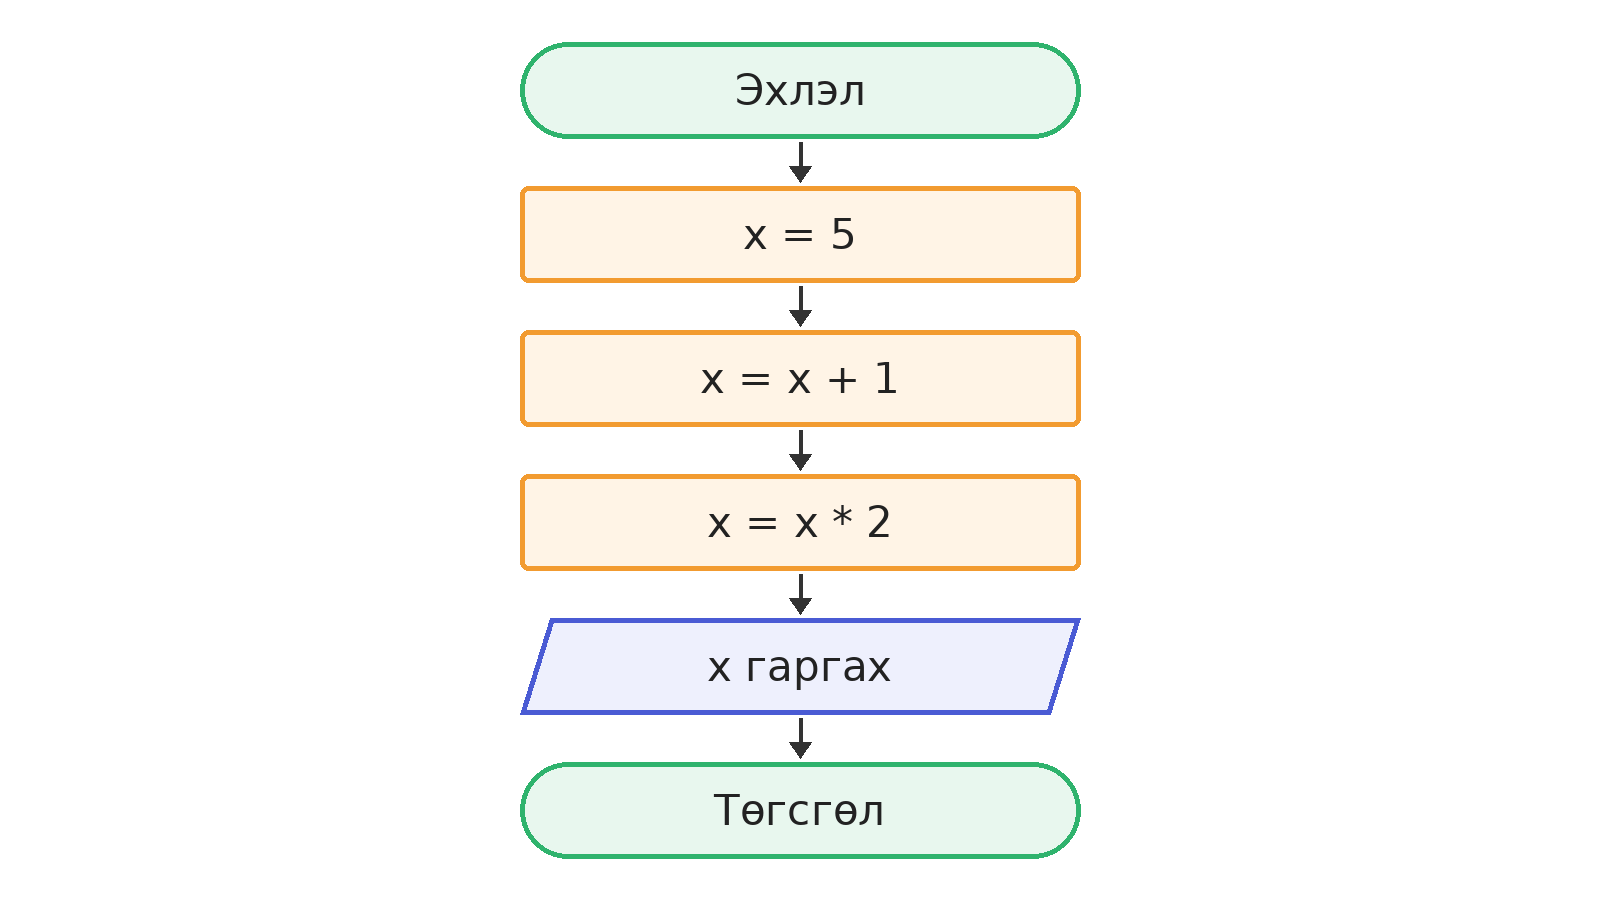 Эхлэл
x = 5
x = x + 1
x = x * 2
x гаргах
Төгсгөл